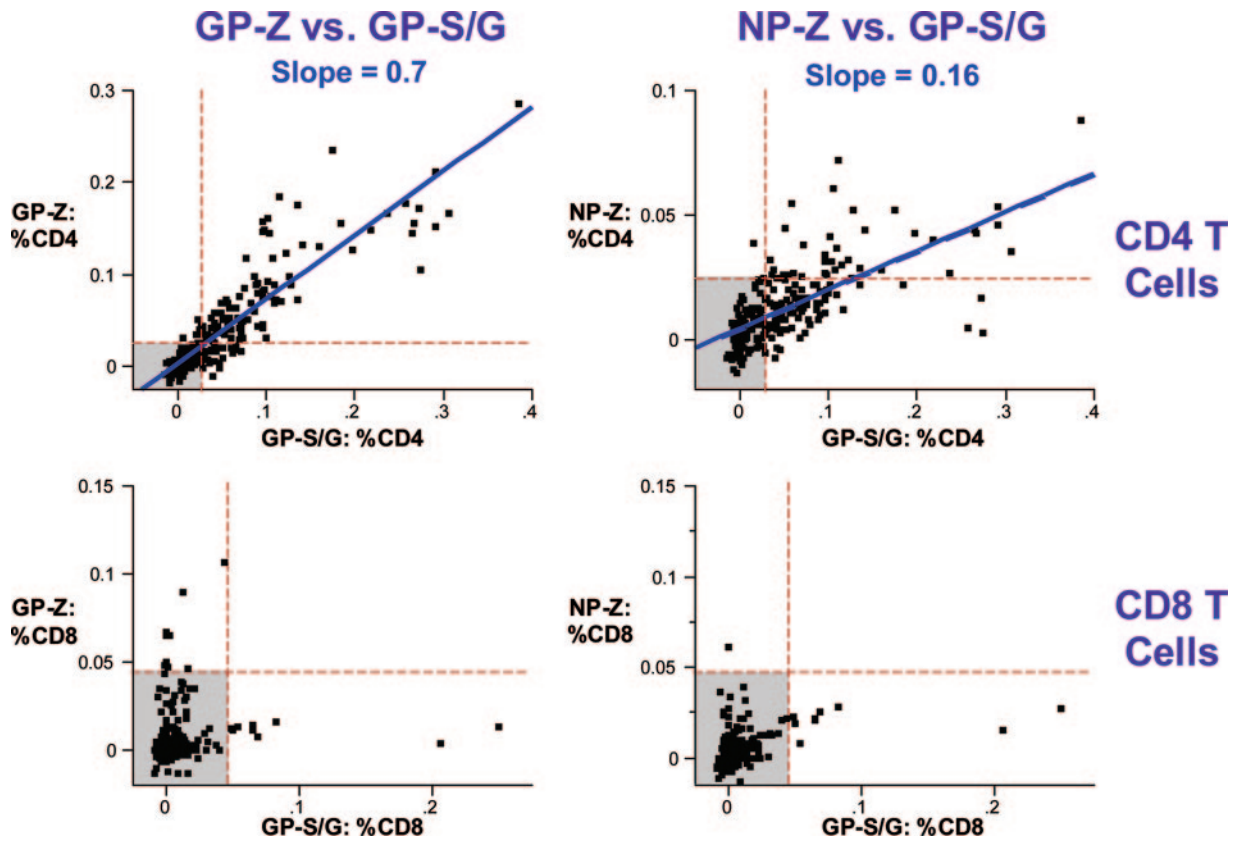 GP-Z vs. GP-S/G
Slope = 0.7
0.3
0.2
0.1
0
GP-Z:
%CD4
0
.1
.2
.3
.4
GP-S/G: %CD4
NP-Z vs. GP-S/G
Slope = 0.16
0.1
0.05
0
NP-Z:
%CD4
0
.1
.2
.3
.4
GP-S/G: %CD4
CD4 T
Cells
0.15
0.1
0.05
0
GP-Z:
%CD8
0
.1
.2
GP-S/G: %CD8
0.15
0.1
0.05
0
NP-Z:
%CD8
0
.1
.2
GP-S/G: %CD8
CD8 T
Cells